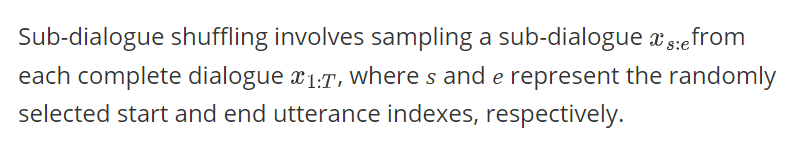 Sub-dialogue shuffling involves sampling a sub-dialogue x_{s:e}from
each complete dialogue x_{1:T}, where s and e represent the randomly
selected start and end utterance indexes, respectively.